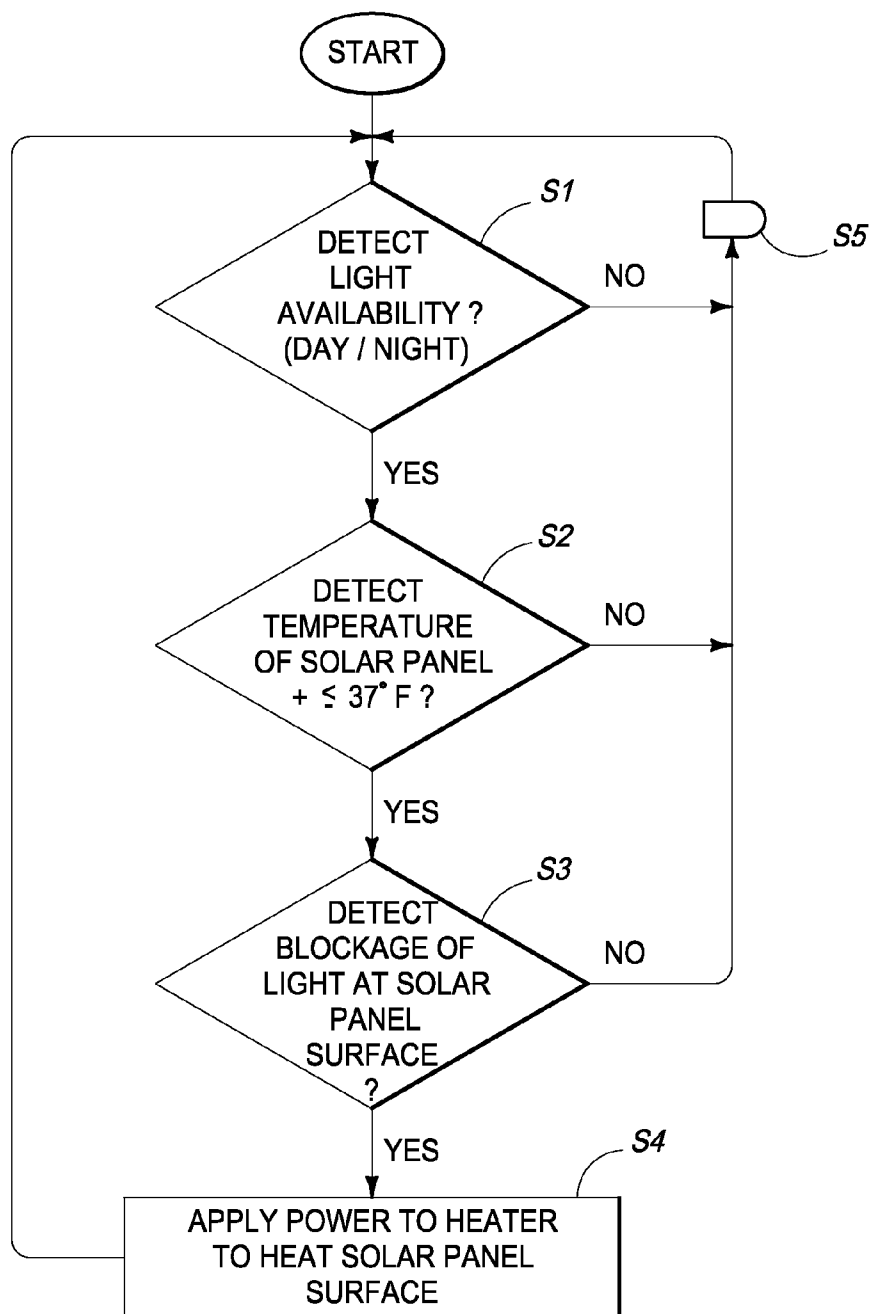 START
S1
DETECT
LIGHT
AVAILABILITY ?
(DAY / NIGHT)
NO
S5
YES
S2
DETECT
TEMPERATURE
OF SOLAR PANEL
+ ≤ 37° F ?
NO
YES
S3
DETECT
BLOCKAGE OF
LIGHT AT SOLAR
PANEL
SURFACE
?
NO
YES
S4
APPLY POWER TO HEATER
TO HEAT SOLAR PANEL
SURFACE